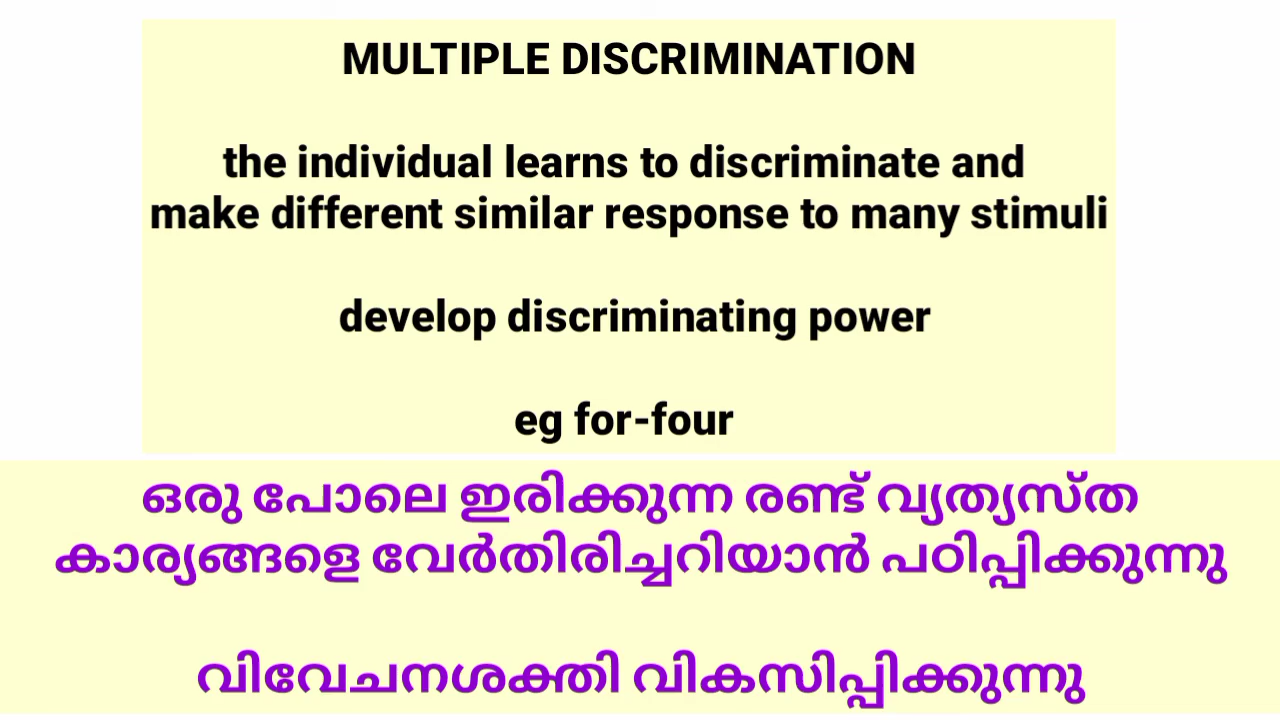 MULTIPLE DISCRIMINATION
the individual learns to discriminate and
make different similar response to many stimuli
develop discriminating power
eg for-four
ഒരു പോലെ ഇരിക്കുന്ന രണ്ട് വ്യത്യസ്ത
കാര്യങ്ങളെ വേർതിരിച്ചറിയാൻ പഠിപ്പിക്കുന്നു
വിവേചനശക്തി വികസിപ്പിക്കുന്നു